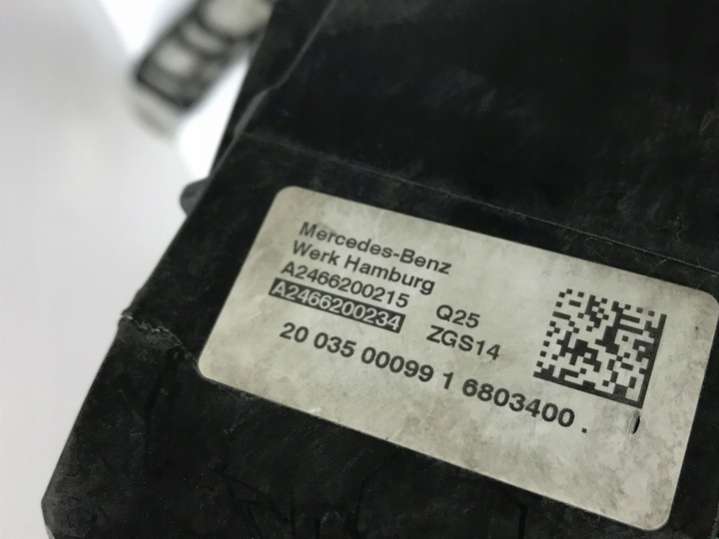 Mercedes-Benz
Werk Hamburg
A2466200215 Q25
A2466200234 ZGS14
20 035 00099 1 6803400 .